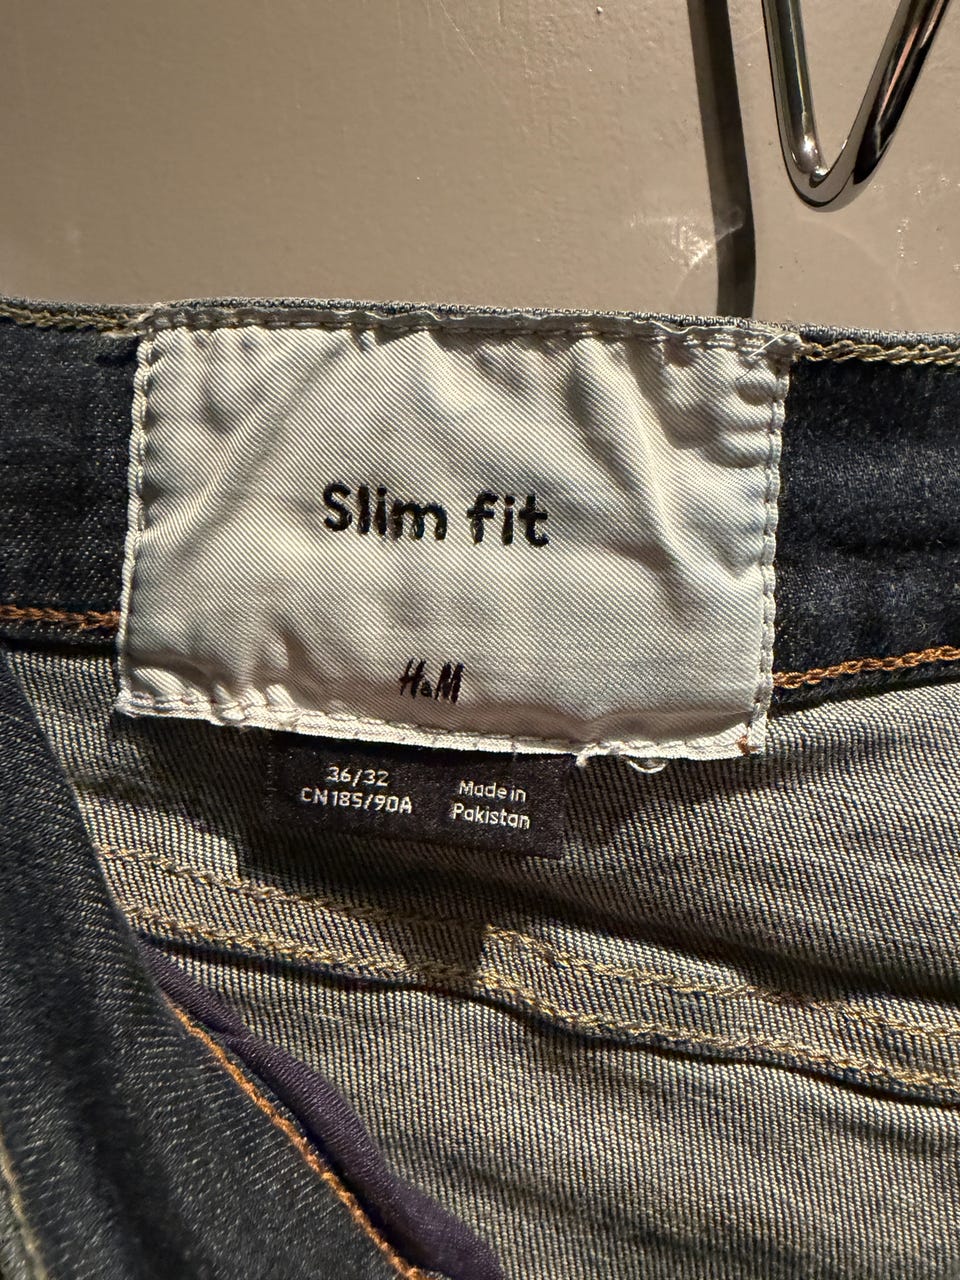 Slim fit
H&M
36/32
CN185/90A
Made in
Pakistan